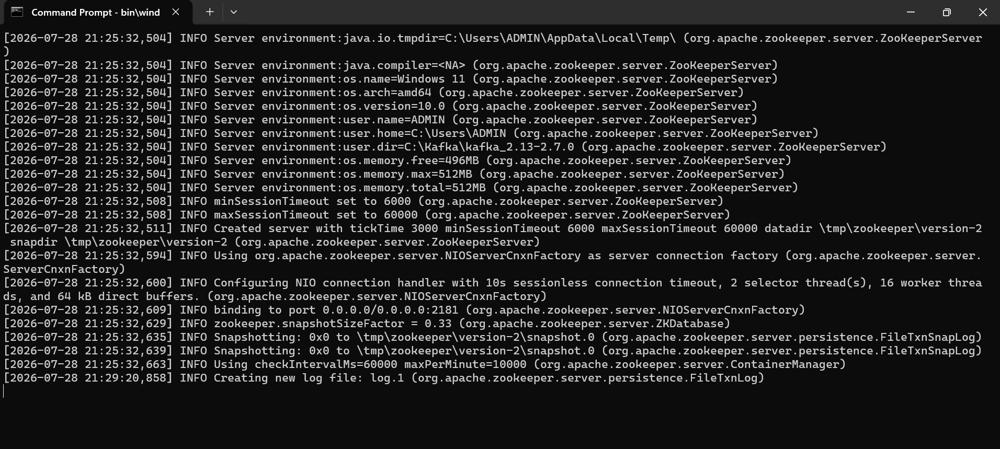 Command Prompt - bin\wind
[2026-07-28 21:25:32,504] INFO Server environment:java.io.tmpdir=C:\Users\ADMIN\AppData\Local\Temp\ (org.apache.zookeeper.server.ZooKeeperServer
)
[2026-07-28 21:25:32,504] INFO Server environment:java.compiler=<NA> (org.apache.zookeeper.server.ZooKeeperServer)
[2026-07-28 21:25:32,504] INFO Server environment:os.name=Windows 11 (org.apache.zookeeper.server.ZooKeeperServer)
[2026-07-28 21:25:32,504] INFO Server environment:os.arch=amd64 (org.apache.zookeeper.server.ZooKeeperServer)
[2026-07-28 21:25:32,504] INFO Server environment:os.version=10.0 (org.apache.zookeeper.server.ZooKeeperServer)
[2026-07-28 21:25:32,504] INFO Server environment:user.name=ADMIN (org.apache.zookeeper.server.ZooKeeperServer)
[2026-07-28 21:25:32,504] INFO Server environment:user.home=C:\Users\ADMIN (org.apache.zookeeper.server.ZooKeeperServer)
[2026-07-28 21:25:32,504] INFO Server environment:user.dir=C:\Kafka\kafka_2.13-2.7.0 (org.apache.zookeeper.server.ZooKeeperServer)
[2026-07-28 21:25:32,504] INFO Server environment:os.memory.free=496MB (org.apache.zookeeper.server.ZooKeeperServer)
[2026-07-28 21:25:32,504] INFO Server environment:os.memory.max=512MB (org.apache.zookeeper.server.ZooKeeperServer)
[2026-07-28 21:25:32,504] INFO Server environment:os.memory.total=512MB (org.apache.zookeeper.server.ZooKeeperServer)
[2026-07-28 21:25:32,508] INFO minSessionTimeout set to 6000 (org.apache.zookeeper.server.ZooKeeperServer)
[2026-07-28 21:25:32,508] INFO maxSessionTimeout set to 60000 (org.apache.zookeeper.server.ZooKeeperServer)
[2026-07-28 21:25:32,511] INFO Created server with tickTime 3000 minSessionTimeout 6000 maxSessionTimeout 60000 datadir \tmp\zookeeper\version-2
 snapdir \tmp\zookeeper\version-2 (org.apache.zookeeper.server.ZooKeeperServer)
[2026-07-28 21:25:32,594] INFO Using org.apache.zookeeper.server.NIOServerCnxnFactory as server connection factory (org.apache.zookeeper.server.
ServerCnxnFactory)
[2026-07-28 21:25:32,600] INFO Configuring NIO connection handler with 10s sessionless connection timeout, 2 selector thread(s), 16 worker threa
ds, and 64 kB direct buffers. (org.apache.zookeeper.server.NIOServerCnxnFactory)
[2026-07-28 21:25:32,609] INFO binding to port 0.0.0.0/0.0.0.0:2181 (org.apache.zookeeper.server.NIOServerCnxnFactory)
[2026-07-28 21:25:32,629] INFO zookeeper.snapshotSizeFactor = 0.33 (org.apache.zookeeper.server.ZKDatabase)
[2026-07-28 21:25:32,635] INFO Snapshotting: 0x0 to \tmp\zookeeper\version-2\snapshot.0 (org.apache.zookeeper.server.persistence.FileTxnSnapLog)
[2026-07-28 21:25:32,639] INFO Snapshotting: 0x0 to \tmp\zookeeper\version-2\snapshot.0 (org.apache.zookeeper.server.persistence.FileTxnSnapLog)
[2026-07-28 21:25:32,663] INFO Using checkIntervalMs=60000 maxPerMinute=10000 (org.apache.zookeeper.server.ContainerManager)
[2026-07-28 21:29:20,858] INFO Creating new log file: log.1 (org.apache.zookeeper.server.persistence.FileTxnLog)